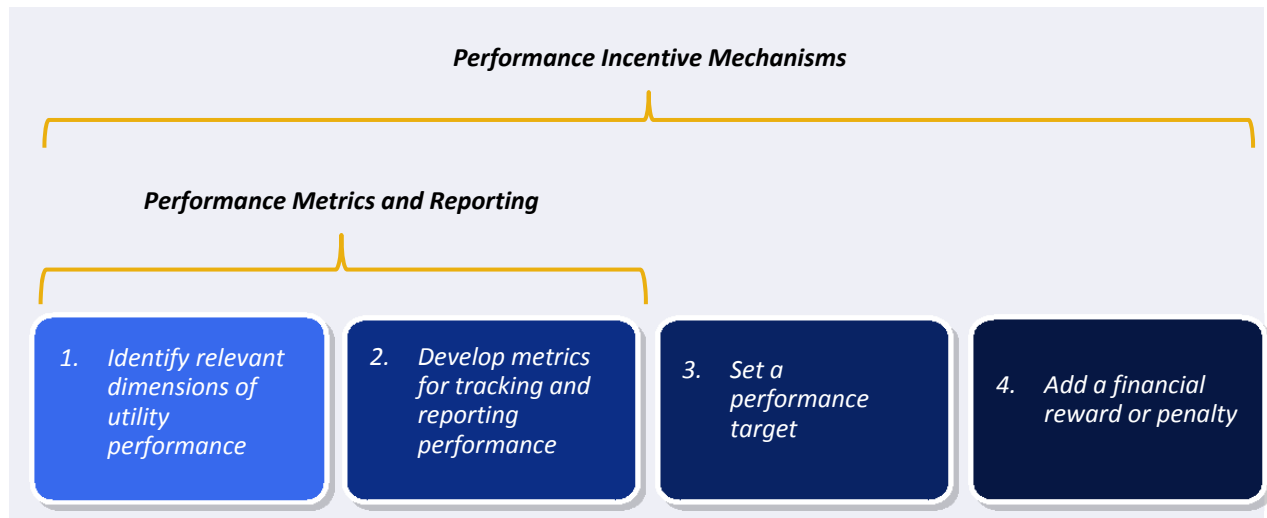 Performance Incentive Mechanisms
Performance Metrics and Reporting
1. Identify relevant
dimensions of
utility
performance
2. Develop metrics
for tracking and
reporting
performance
3. Set a
performance
target
4. Add a financial
reward or penalty